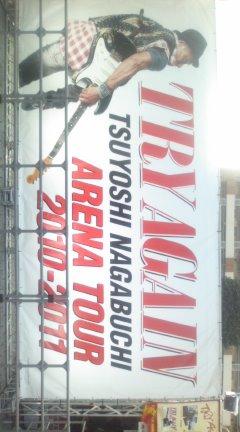 TRY AGAIN
TSUYOSHI NAGABUCHI
ARENA TOUR
2010-2011